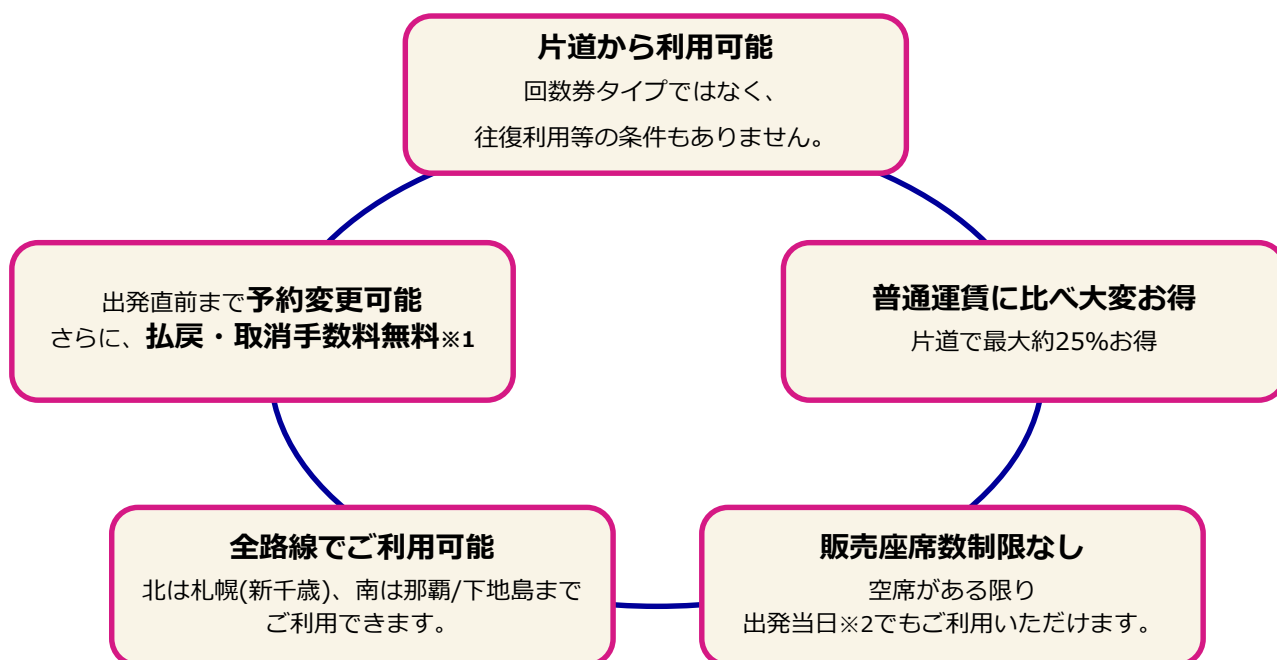 片道から利用可能
回数券タイプではなく、
往復利用等の条件もありません。
出発直前まで予約変更可能
さらに、払戻・取消手数料無料※1
普通運賃に比べ大変お得
片道で最大約25%お得
全路線でご利用可能
北は札幌(新千歳)、南は那覇/下地島まで
ご利用できます。
販売座席数制限なし
空席がある限り
出発当日※2でもご利用いただけます。